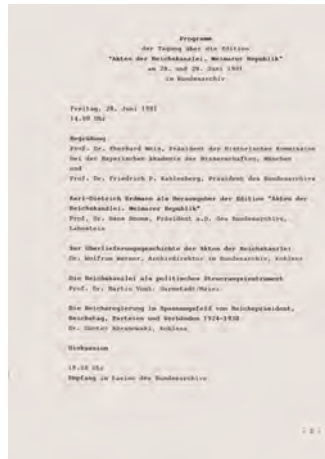 Programm
der Tagung über die Edition
"Akten der Reichskanzlei, Weimarer Republik"
am 28. und 29. Juni 1991
im Bundesarchiv
Freitag, 28. Juni 1991
14.00 Uhr
Begrüßung
Prof. Dr. Eberhard Weis, Präsident der Historischen Kommission
bei der Bayerischen Akademie der Wissenschaften, München
und
Prof. Dr. Friedrich P. Kahlenberg, Präsident des Bundesarchivs
Karl-Dietrich Erdmann als Herausgeber der Edition "Akten der
Reichskanzlei, Weimarer Republik"
Prof. Dr. Hans Booms, Präsident a.D. des Bundesarchivs,
Lahnstein
Zur Überlieferungsgeschichte der Akten der Reichskanzlei
Dr. Wolfram Werner, Archivdirektor im Bundesarchiv, Koblenz
Die Reichskanzlei als politisches Steuerungsinstrument
Prof. Dr. Martin Vogt, Darmstadt/Mainz
Die Reichsregierung im Spannungsfeld von Reichspräsident,
Reichstag, Parteien und Verbänden 1924-1930
Dr. Günter Abramowski, Koblenz
Diskussion
Uhr
Empfang im Casino des Bundesarchivs
- 2 -